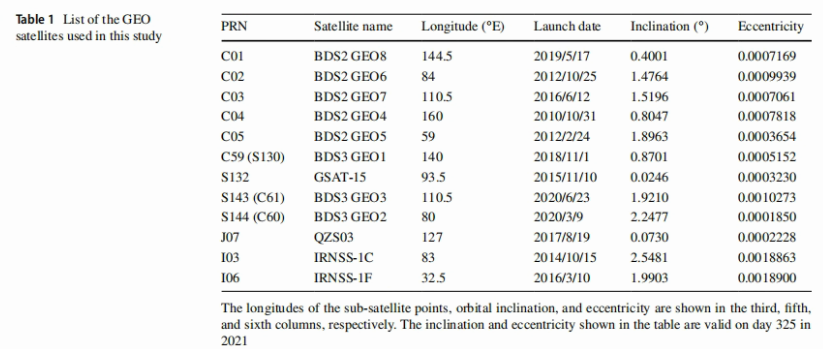 Table 1 List of the GEO
satellites used in this study
PRN Satellite name Longitude (°E) Launch date Inclination (°) Eccentricity
C01 BDS2 GEO8 144.5 2019/5/17 0.4001 0.0007169
C02 BDS2 GEO6 84 2012/10/25 1.4764 0.0009939
C03 BDS2 GEO7 110.5 2016/6/12 1.5196 0.0007061
C04 BDS2 GEO4 160 2010/10/31 0.8047 0.0007818
C05 BDS2 GEO5 59 2012/2/24 1.8963 0.0003654
C59 (S130) BDS3 GEO1 140 2018/11/1 0.8701 0.0005152
S132 GSAT-15 93.5 2015/11/10 0.0246 0.0003230
S143 (C61) BDS3 GEO3 110.5 2020/6/23 1.9210 0.0010273
S144 (C60) BDS3 GEO2 80 2020/3/9 2.2477 0.0001850
J07 QZS03 127 2017/8/19 0.0730 0.0002228
I03 IRNSS-1C 83 2014/10/15 2.5481 0.0018863
I06 IRNSS-1F 32.5 2016/3/10 1.9903 0.0018900
The longitudes of the sub-satellite points, orbital inclination, and eccentricity are shown in the third, fifth,
and sixth columns, respectively. The inclination and eccentricity shown in the table are valid on day 325 in
2021